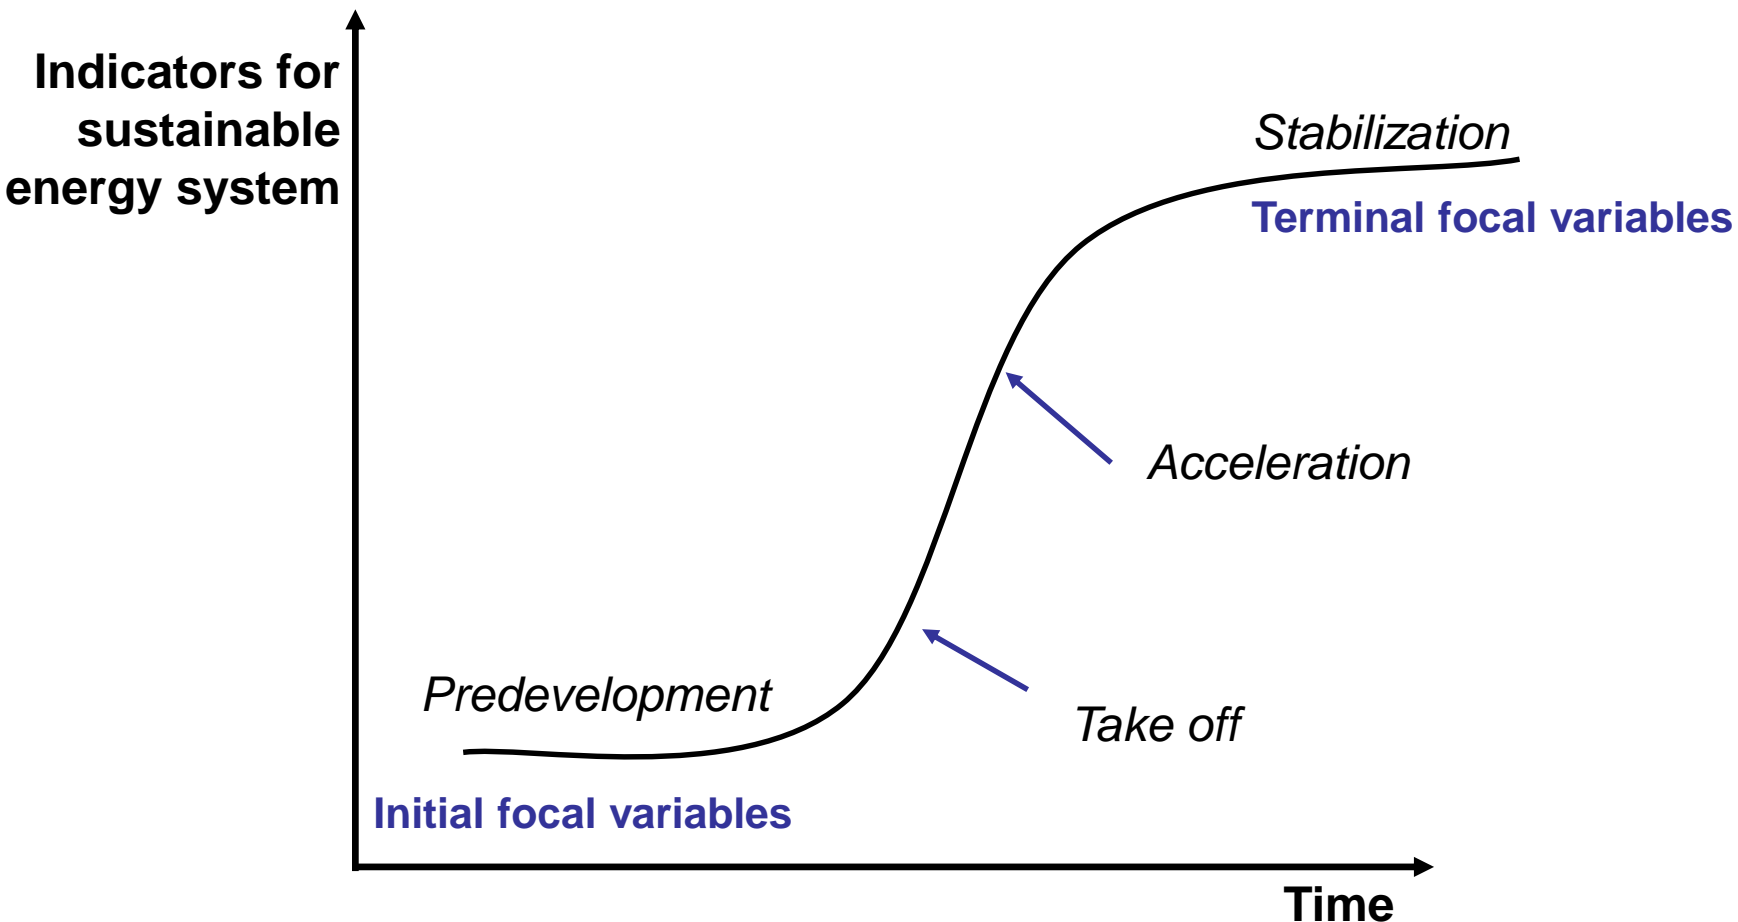 Indicators for
sustainable
energy system
Stabilization
Terminal focal variables
Acceleration
Predevelopment
Take off
Initial focal variables
Time